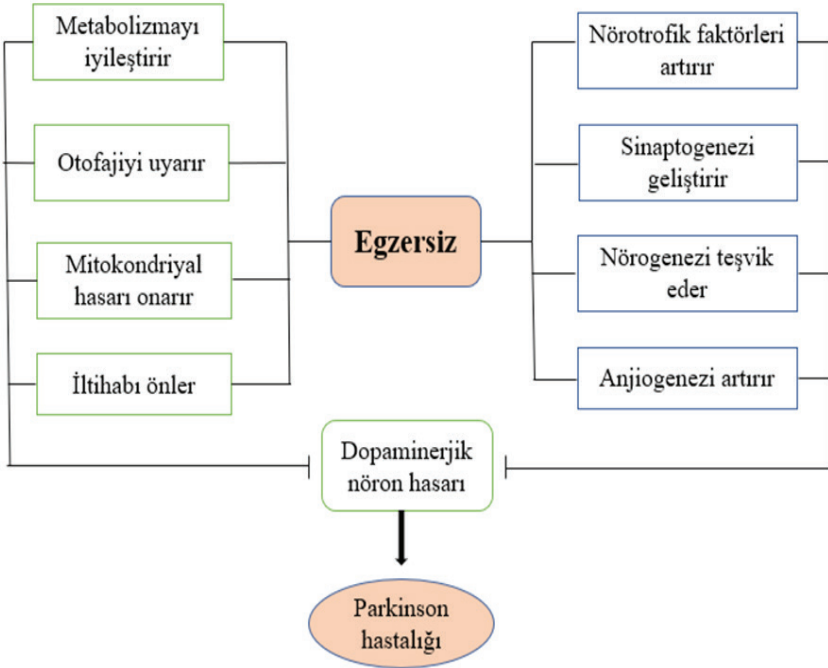 Metabolizmayı
iyileştirir
Otofajiyi uyarır
Mitokondriyal
hasarı onarır
İltihabı önler
Egzersiz
Nörotrofik faktörleri
artırır
Sinaptogenezi
geliştirir
Nörogenezi teşvik
eder
Anjiogenezi artırır
Dopaminerjik
nöron hasarı
Parkinson
hastalığı